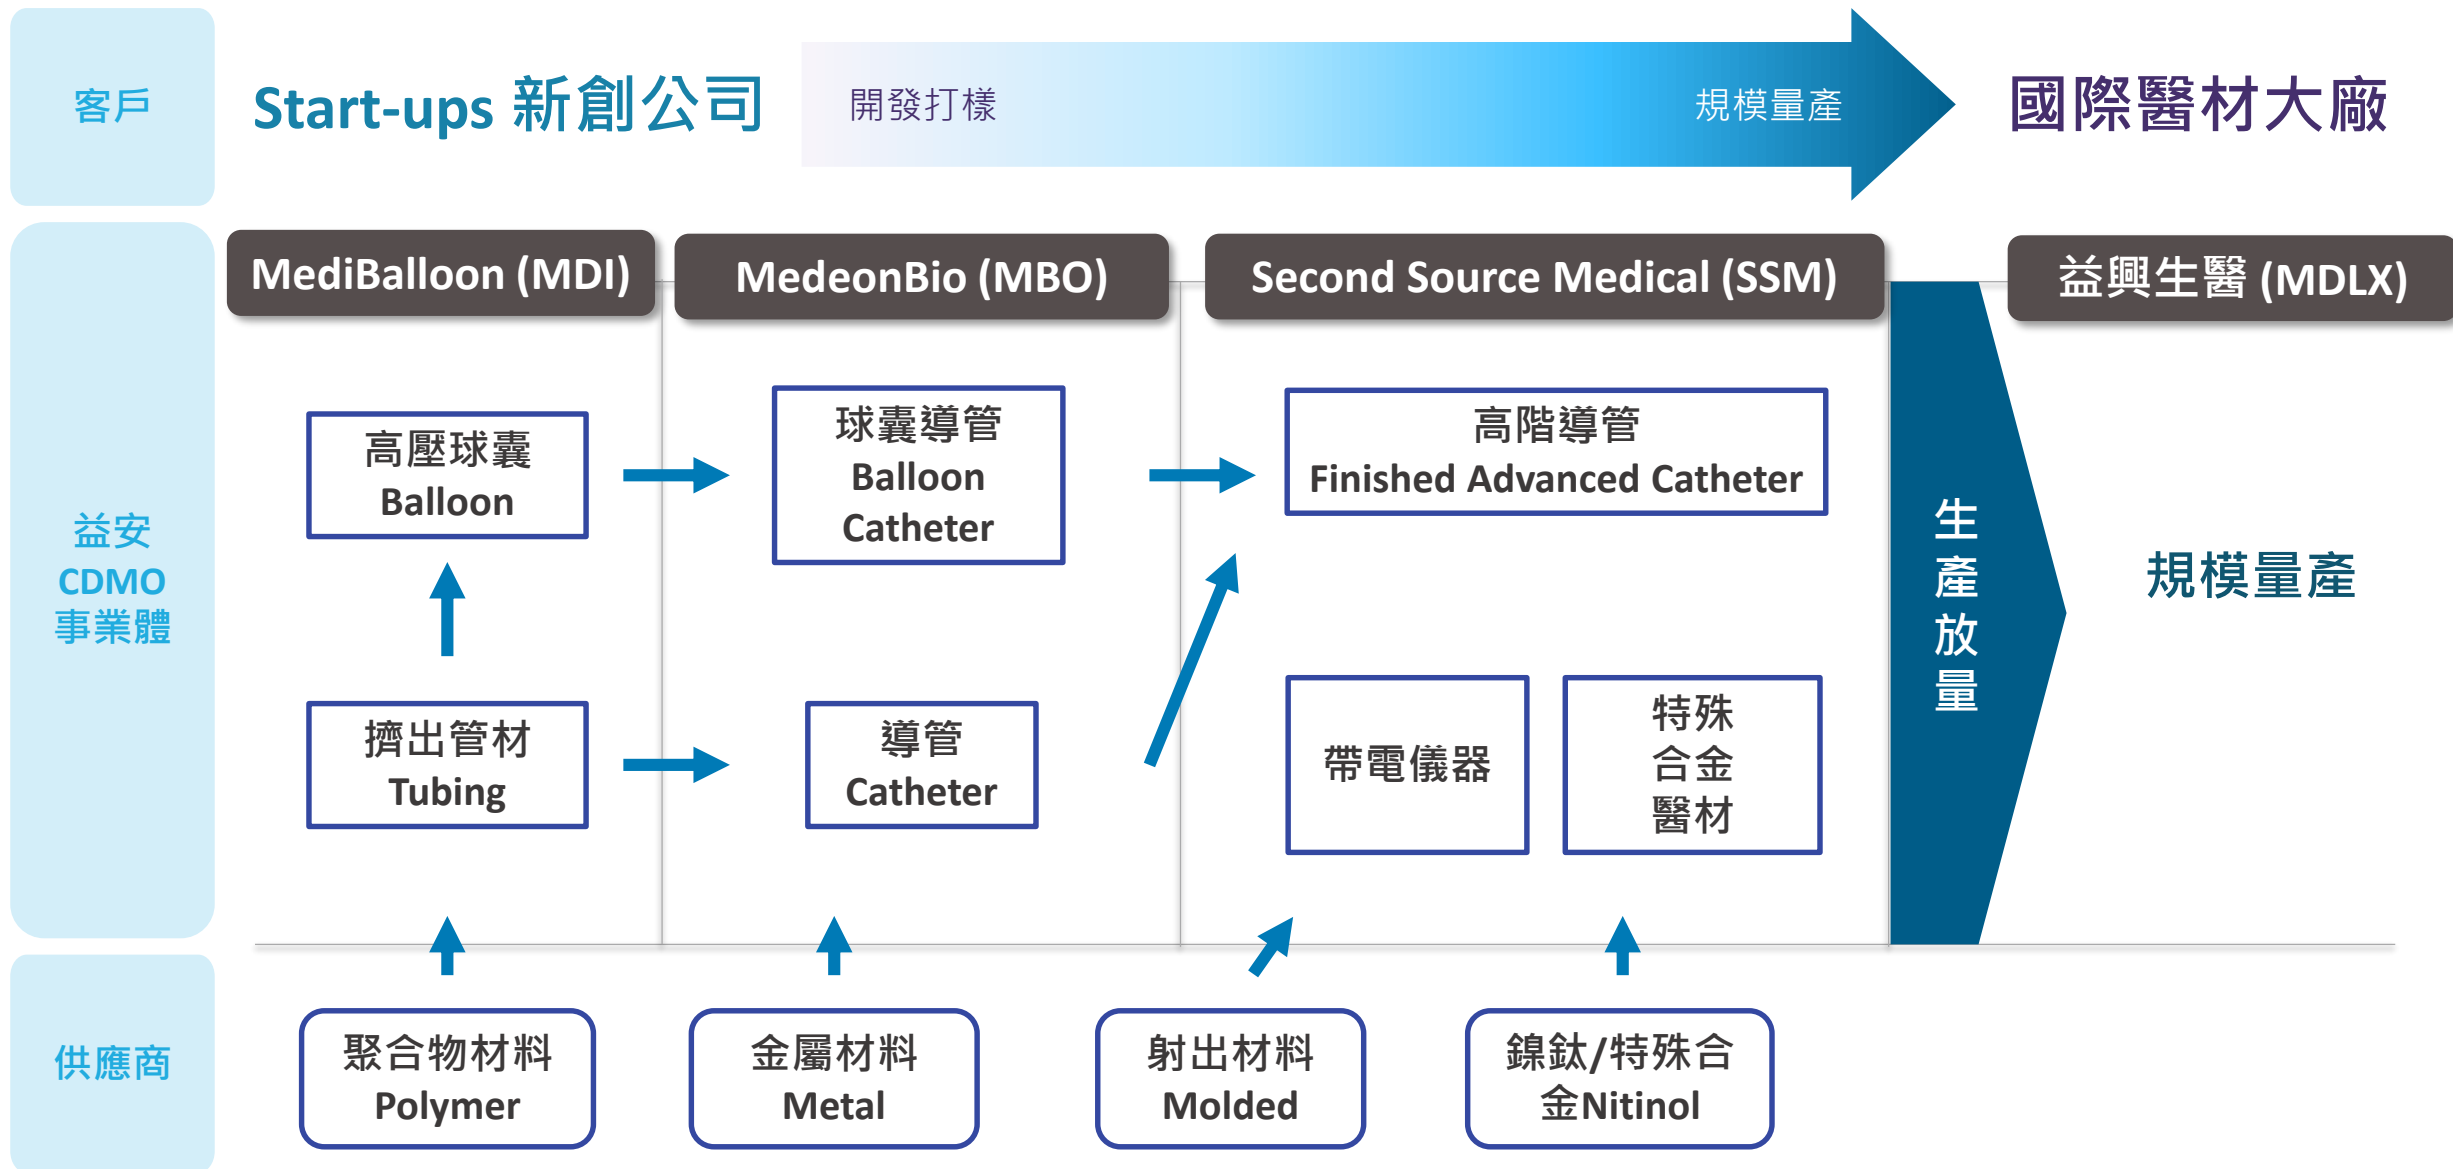 客戶
Start-ups 新創公司
開發打樣
規模量產
國際醫材大廠
益安
CDMO
事業體
MediBalloon (MDI)
MedeonBio (MBO)
Second Source Medical (SSM)
益興生醫 (MDLX)
高壓球囊
Balloon
球囊導管
Balloon
Catheter
高階導管
Finished Advanced Catheter
擠出管材
Tubing
導管
Catheter
帶電儀器
特殊
合金
醫材
生
產
放
量
規模量產
供應商
聚合物材料
Polymer
金屬材料
Metal
射出材料
Molded
鎳鈦/特殊合
金Nitinol